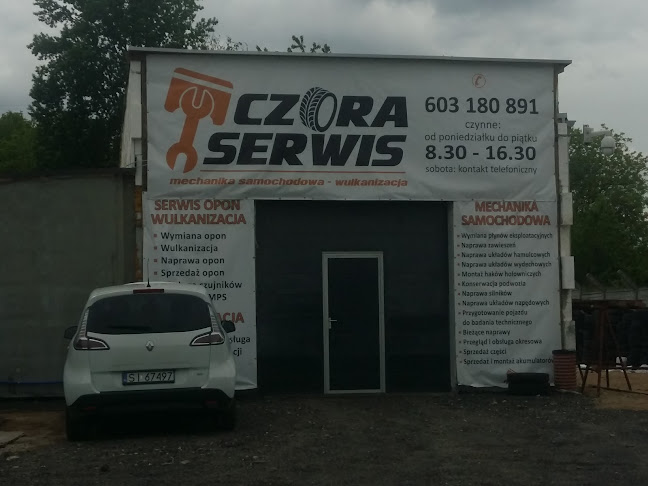 CZORA
SERWIS
mechanika samochodowa - wulkanizacja
603 180 891
czynne:
od poniedziałku do piątku
8.30 - 16.30
sobota: kontakt telefoniczny
SERWIS OPON
WULKANIZACJA
• Wymiana opon
• Wulkanizacja
• Naprawa opon
• Sprzedaż opon
MECHANIKA
SAMOCHODOWA
• Wymiana płynów eksploatacyjnych
• Naprawa zawieszeń
• Naprawa układów hamulcowych
• Naprawa układów wydechowych
• Montaż haków holowniczych
• Konserwacja podwozia
• Naprawa silników
• Naprawa układów napędowych
• Przygotowanie pojazdu
do badania technicznego
• Bieżące naprawy
• Przegląd i obsługa okresowa
• Sprzedaż części
• Sprzedaż i montaż akumulatorów
SI 67497